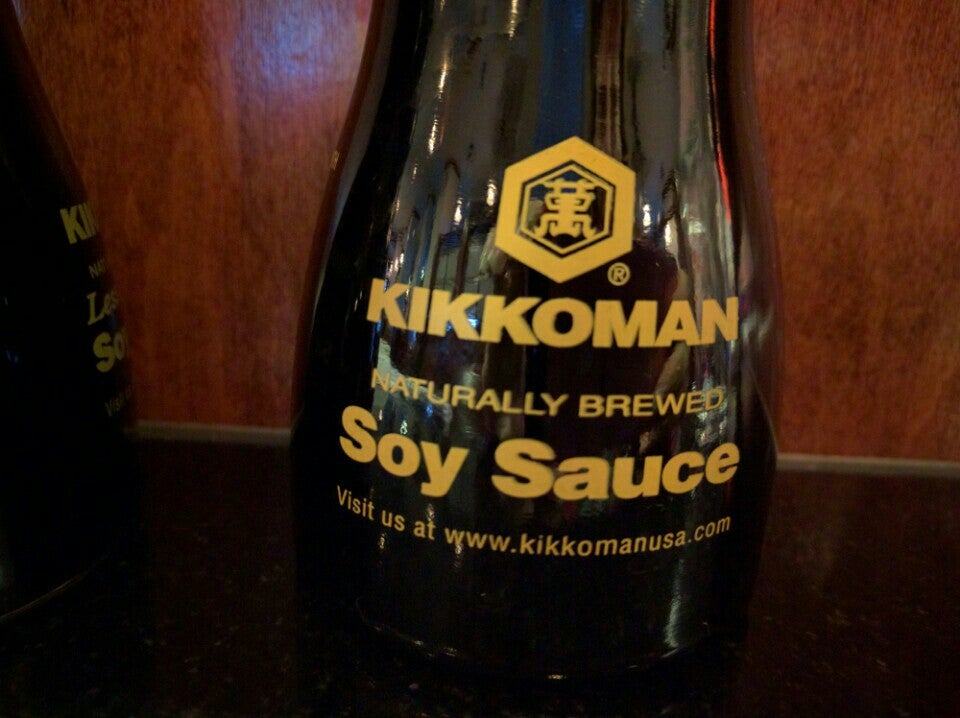 萬
®
KIKKOMAN
NATURALLY BREWED
Soy Sauce
Visit us at www.kikkomanusa.com